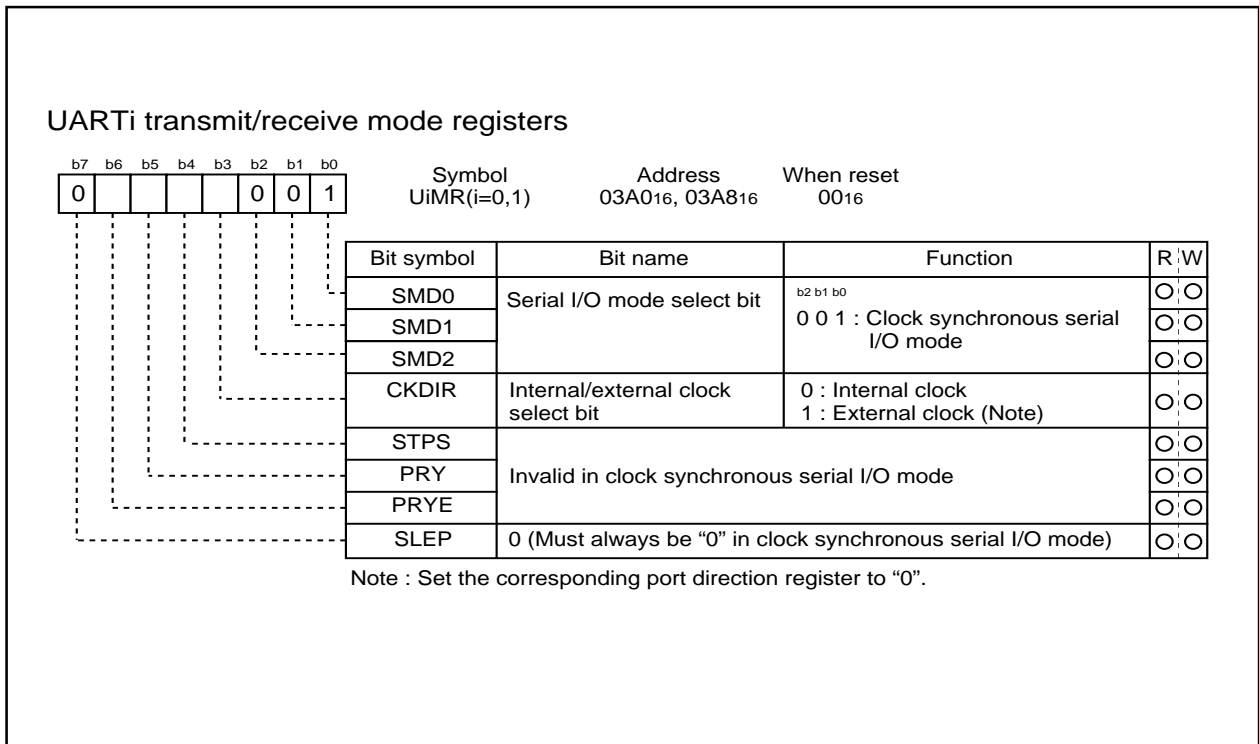 UARTi transmit/receive mode registers
b7 b6 b5 b4 b3 b2 b1 b0
0 0 0 1
Symbol Address When reset
UiMR(i=0,1) 03A016, 03A816 0016
Bit symbol Bit name Function R W
SMD0 Serial I/O mode select bit b2 b1 b0
SMD1 0 0 1 : Clock synchronous serial
I/O mode
SMD2
CKDIR Internal/external clock 0 : Internal clock
select bit 1 : External clock (Note)
STPS
PRY Invalid in clock synchronous serial I/O mode
PRYE
SLEP 0 (Must always be “0” in clock synchronous serial I/O mode)
Note : Set the corresponding port direction register to “0”.